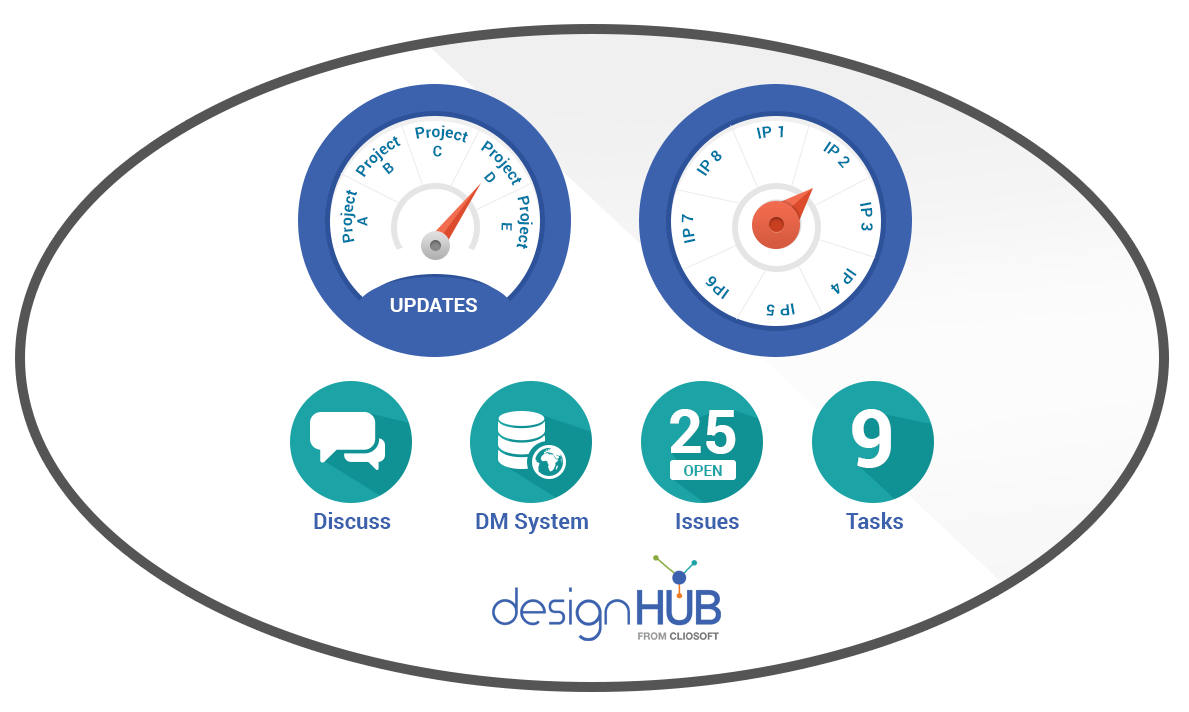 Project
A
Project
B
Project
C
Project
D
Project
E
UPDATES
IP 1
IP 2
IP 3
IP 4
IP 5
IP6
IP 7
IP 8
25
OPEN
9
Discuss
DM System
Issues
Tasks
designHUB
FROM CLIOSOFT